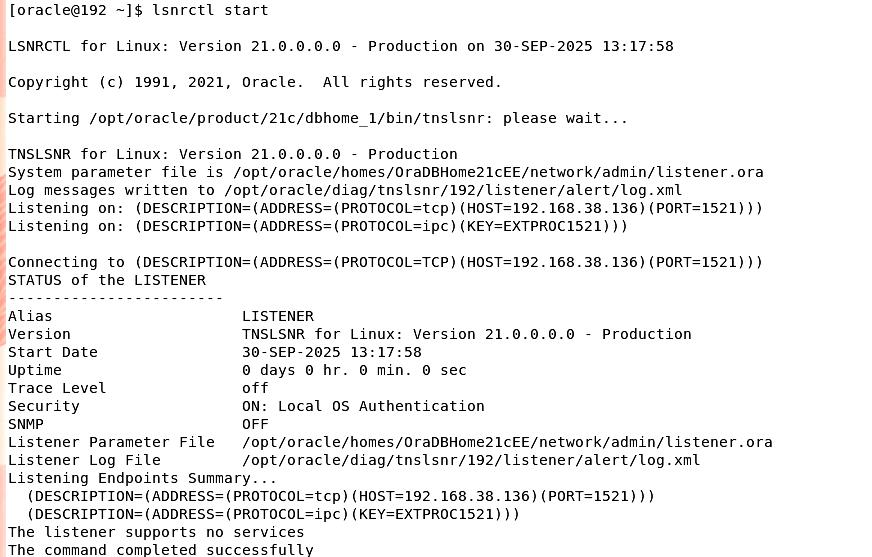 [oracle@192 ~]$ lsnrctl start
LSNRCTL for Linux: Version 21.0.0.0.0 - Production on 30-SEP-2025 13:17:58
Copyright (c) 1991, 2021, Oracle.  All rights reserved.
Starting /opt/oracle/product/21c/dbhome_1/bin/tnslsnr: please wait...
TNSLSNR for Linux: Version 21.0.0.0.0 - Production
System parameter file is /opt/oracle/homes/OraDBHome21cEE/network/admin/listener.ora
Log messages written to /opt/oracle/diag/tnslsnr/192/listener/alert/log.xml
Listening on: (DESCRIPTION=(ADDRESS=(PROTOCOL=tcp)(HOST=192.168.38.136)(PORT=1521)))
Listening on: (DESCRIPTION=(ADDRESS=(PROTOCOL=ipc)(KEY=EXTPROC1521)))
Connecting to (DESCRIPTION=(ADDRESS=(PROTOCOL=TCP)(HOST=192.168.38.136)(PORT=1521)))
STATUS of the LISTENER
------------------------
Alias                     LISTENER
Version                   TNSLSNR for Linux: Version 21.0.0.0.0 - Production
Start Date                30-SEP-2025 13:17:58
Uptime                    0 days 0 hr. 0 min. 0 sec
Trace Level               off
Security                  ON: Local OS Authentication
SNMP                      OFF
Listener Parameter File   /opt/oracle/homes/OraDBHome21cEE/network/admin/listener.ora
Listener Log File         /opt/oracle/diag/tnslsnr/192/listener/alert/log.xml
Listening Endpoints Summary...
  (DESCRIPTION=(ADDRESS=(PROTOCOL=tcp)(HOST=192.168.38.136)(PORT=1521)))
  (DESCRIPTION=(ADDRESS=(PROTOCOL=ipc)(KEY=EXTPROC1521)))
The listener supports no services
The command completed successfully